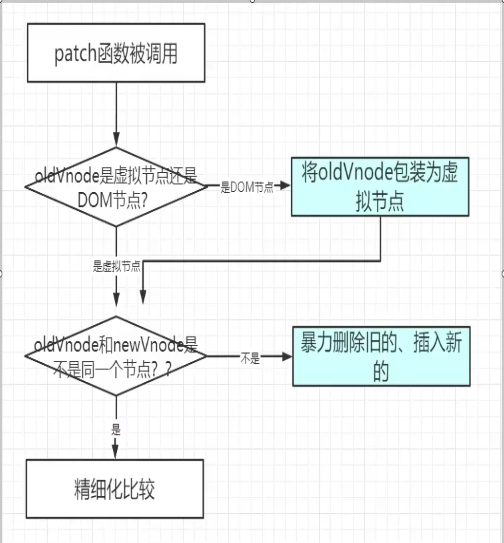 patch函数被调用
oldVnode是虚拟节点还是
DOM节点?
是DOM节点
将oldVnode包装为虚
拟节点
是虚拟节点
oldVnode和newVnode是
不是同一个节点？?
不是
暴力删除旧的、插入新
的
是
精细化比较